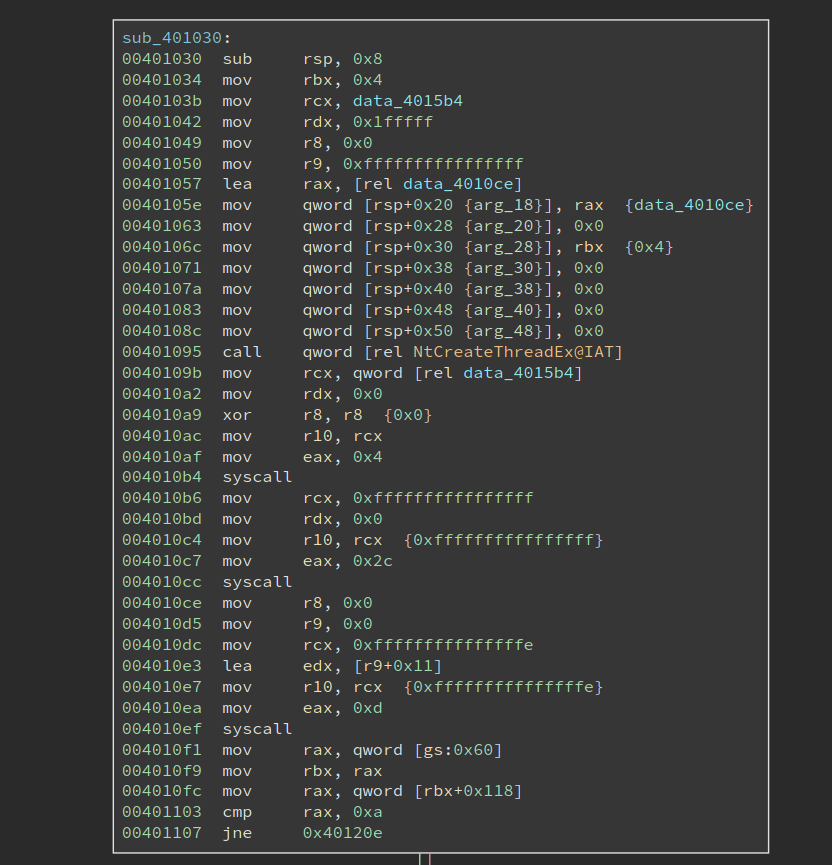 sub_401030:
00401030 sub rsp, 0x8
00401034 mov rbx, 0x4
0040103b mov rcx, data_4015b4
00401042 mov rdx, 0x1fffff
00401049 mov r8, 0x0
00401050 mov r9, 0xffffffffffffffff
00401057 lea rax, [rel data_4010ce]
0040105e mov qword [rsp+0x20 {arg_18}], rax {data_4010ce}
00401063 mov qword [rsp+0x28 {arg_20}], 0x0
0040106c mov qword [rsp+0x30 {arg_28}], rbx {0x4}
00401071 mov qword [rsp+0x38 {arg_30}], 0x0
0040107a mov qword [rsp+0x40 {arg_38}], 0x0
00401083 mov qword [rsp+0x48 {arg_40}], 0x0
0040108c mov qword [rsp+0x50 {arg_48}], 0x0
00401095 call qword [rel NtCreateThreadEx@IAT]
0040109b mov rcx, qword [rel data_4015b4]
004010a2 mov rdx, 0x0
004010a9 xor r8, r8 {0x0}
004010ac mov r10, rcx
004010af mov eax, 0x4
004010b4 syscall
004010b6 mov rcx, 0xffffffffffffffff
004010bd mov rdx, 0x0
004010c4 mov r10, rcx {0xffffffffffffffff}
004010c7 mov eax, 0x2c
004010cc syscall
004010ce mov r8, 0x0
004010d5 mov r9, 0x0
004010dc mov rcx, 0xfffffffffffffffe
004010e3 lea edx, [r9+0x11]
004010e7 mov r10, rcx {0xfffffffffffffffe}
004010ea mov eax, 0xd
004010ef syscall
004010f1 mov rax, qword [gs:0x60]
004010f9 mov rbx, rax
004010fc mov rax, qword [rbx+0x118]
00401103 cmp rax, 0xa
00401107 jne 0x40120e